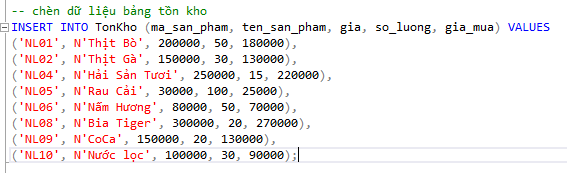 -- chèn dữ liệu bảng tồn kho
INSERT INTO TonKho (ma_san_pham, ten_san_pham, gia, so_luong, gia_mua) VALUES
('NL01', N'Thịt Bò', 200000, 50, 180000),
('NL02', N'Thịt Gà', 150000, 30, 130000),
('NL04', N'Hải Sản Tươi', 250000, 15, 220000),
('NL05', N'Rau Cải', 30000, 100, 25000),
('NL06', N'Nấm Hương', 80000, 50, 70000),
('NL08', N'Bia Tiger', 300000, 20, 270000),
('NL09', N'CoCa', 150000, 20, 130000),
('NL10', N'Nước lọc', 100000, 30, 90000);